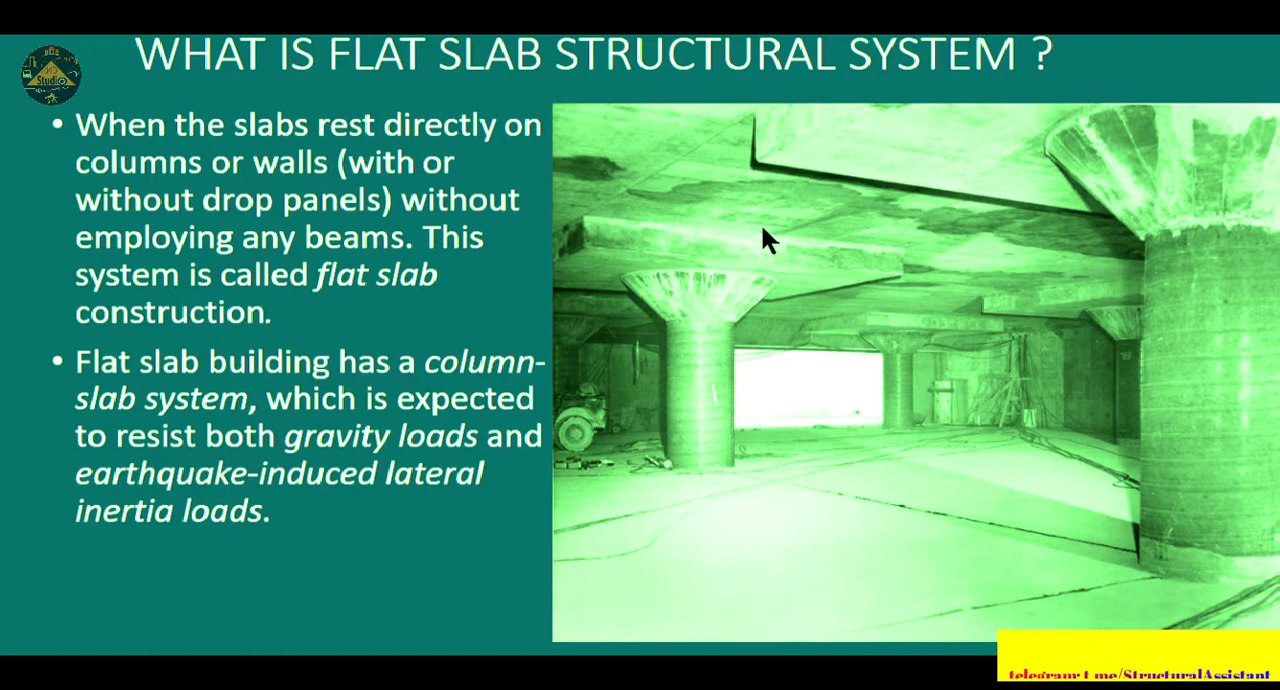 WHAT IS FLAT SLAB STRUCTURAL SYSTEM ?
Studio
• When the slabs rest directly on
columns or walls (with or
without drop panels) without
employing any beams. This
system is called flat slab
construction.
• Flat slab building has a column-
slab system, which is expected
to resist both gravity loads and
earthquake-induced lateral
inertia loads.
telegram: t.me/StructuralAssistant